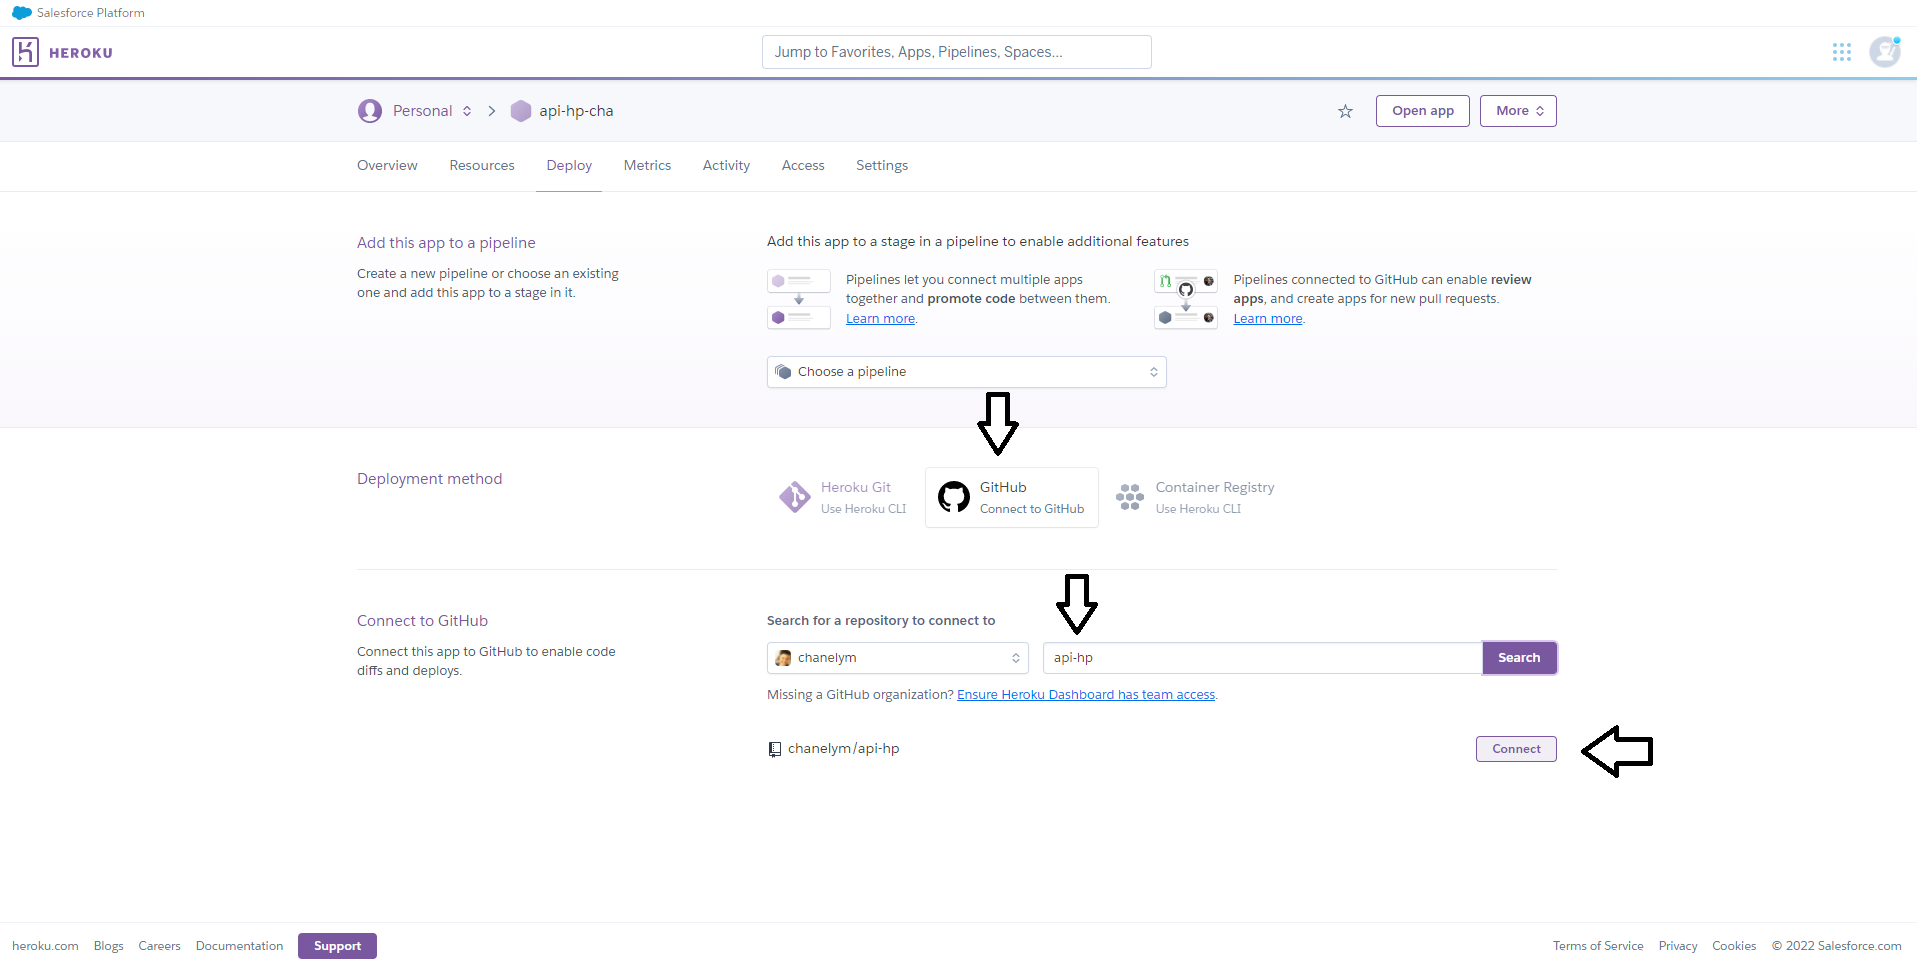 Salesforce Platform
HEROKU
Jump to Favorites, Apps, Pipelines, Spaces...
Personal
api-hp-cha
Open app
More
Overview
Resources
Deploy
Metrics
Activity
Access
Settings
Add this app to a pipeline
Create a new pipeline or choose an existing
one and add this app to a stage in it.
Add this app to a stage in a pipeline to enable additional features
Pipelines let you connect multiple apps
together and promote code between them.
Learn more.
Pipelines connected to GitHub can enable review
apps, and create apps for new pull requests.
Learn more.
Choose a pipeline
Deployment method
Heroku Git
Use Heroku CLI
GitHub
Connect to GitHub
Container Registry
Use Heroku CLI
Connect to GitHub
Connect this app to GitHub to enable code
diffs and deploys.
Search for a repository to connect to
chanelym
api-hp
Search
Missing a GitHub organization? Ensure Heroku Dashboard has team access.
chanelym/api-hp
Connect
heroku.com
Blogs
Careers
Documentation
Support
Terms of Service
Privacy
Cookies
© 2022 Salesforce.com